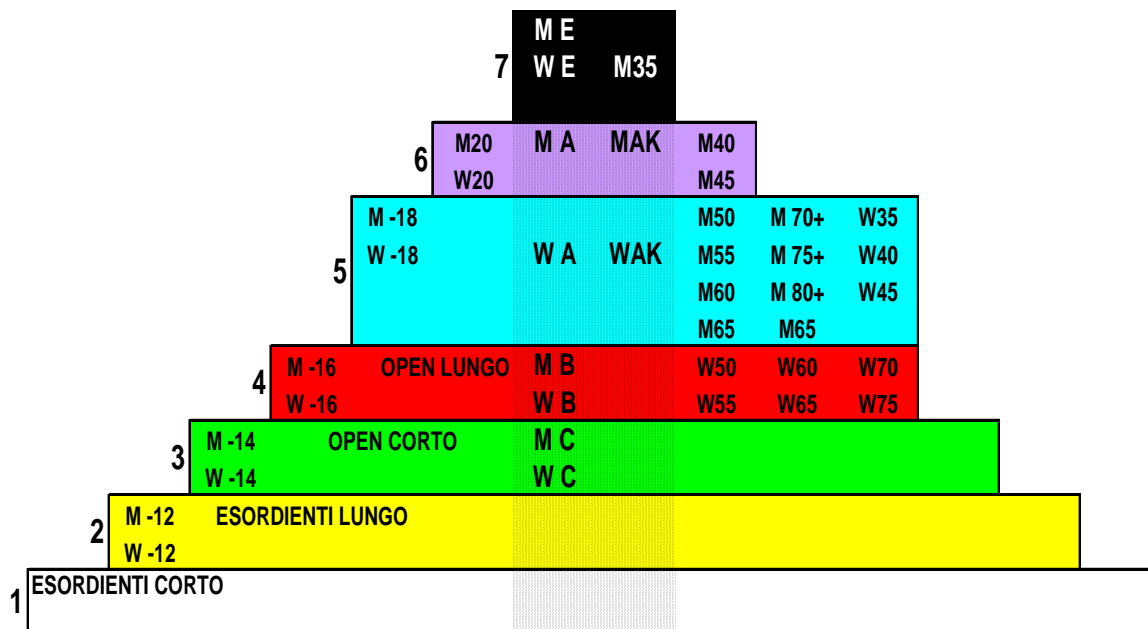 M E
7 W E M35
6 M20 M A MAK M40
W20 M45
M -18 M50 M 70+ W35
5 W -18 W A WAK M55 M 75+ W40
M60 M 80+ W45
M65 M65
4 M -16 OPEN LUNGO M B W50 W60 W70
W -16 W B W55 W65 W75
3 M -14 OPEN CORTO M C
W -14 W C
2 M -12 ESORDIENTI LUNGO
W -12
1 ESORDIENTI CORTO